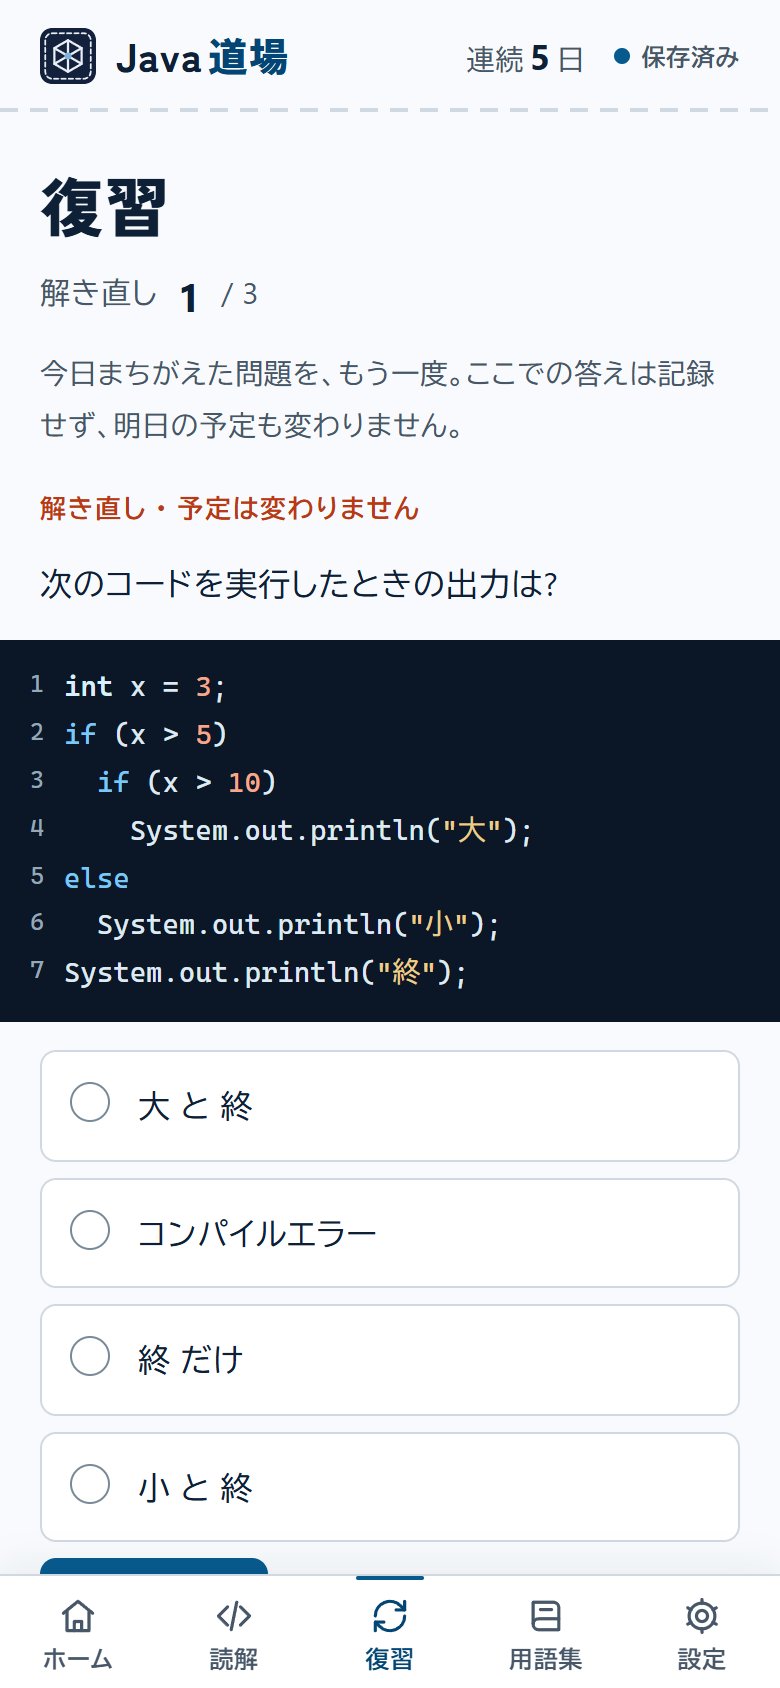 Java 道場
連続 5 日
保存済み
復習
解き直し 1 / 3
今日まちがえた問題を、もう一度。ここでの答えは記録
せず、明日の予定も変わりません。
解き直し・予定は変わりません
次のコードを実行したときの出力は?
1 int x = 3;
2 if (x > 5)
3   if (x > 10)
4     System.out.println("大");
5 else
6   System.out.println("小");
7 System.out.println("終");
大 と 終
コンパイルエラー
終 だけ
小 と 終
ホーム
読解
復習
用語集
設定